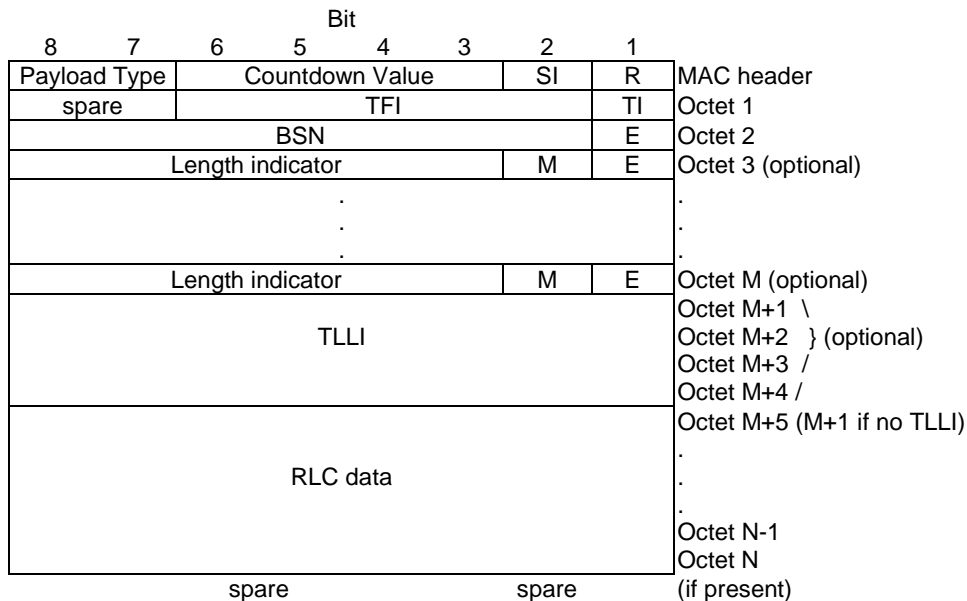 Bit
8 7 6 5 4 3 2 1
Payload Type Countdown Value SI R MAC header
spare TFI TI Octet 1
BSN E Octet 2
Length indicator M E Octet 3 (optional)
. .
. .
. .
Length indicator M E Octet M (optional)
Octet M+1 \
TLLI Octet M+2 } (optional)
Octet M+3 /
Octet M+4 /
Octet M+5 (M+1 if no TLLI)
.
RLC data .
.
Octet N-1
Octet N
spare spare (if present)